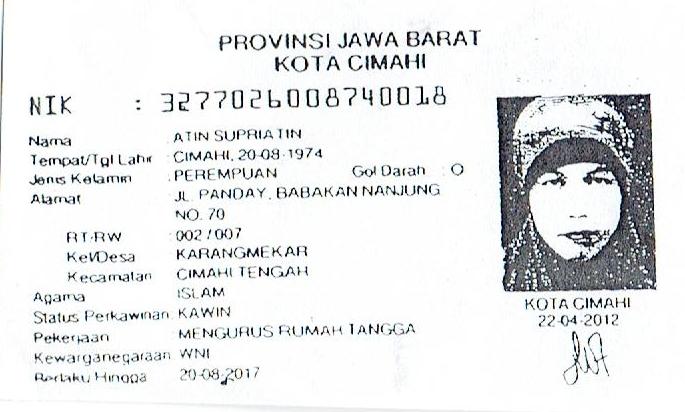 PROVINSI JAWA BARAT
KOTA CIMAHI
NIK : 3277026008740018
Nama : ATIN SUPRIATIN
Tempat/Tgl Lahir : CIMAHI, 20-08-1974
Jenis Kelamin : PEREMPUAN Gol Darah : O
Alamat : JL. PANDAY, BABAKAN NANJUNG
NO. 70
RT-RW : 002 / 007
Kel/Desa : KARANGMEKAR
Kecamatan : CIMAHI TENGAH
Agama : ISLAM
Status Perkawinan : KAWIN
Pekerjaan : MENGURUS RUMAH TANGGA
Kewarganegaraan : WNI
Berlaku Hingga : 20-08-2017
KOTA CIMAHI
22-04-2012